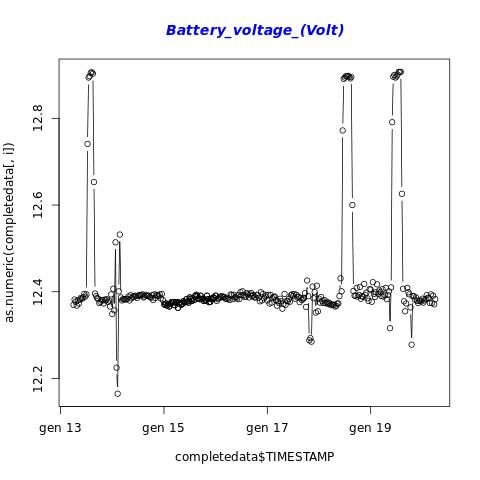 Battery_voltage_(Volt)
as.numeric(completedata[, i])
12.8
12.6
12.4
12.2
gen 13 gen 15 gen 17 gen 19
completedata$TIMESTAMP